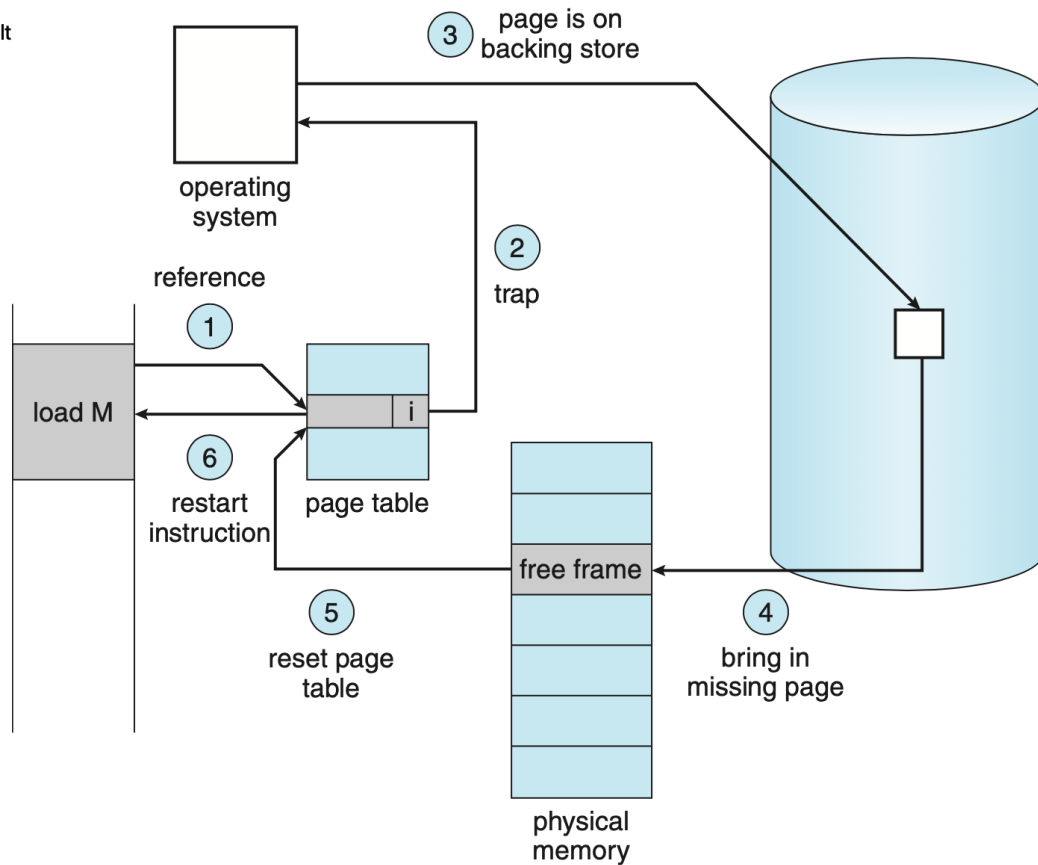 lt
3
page is on
backing store
operating
system
2
trap
reference
1
load M
i
6
restart
instruction
page table
free frame
5
reset page
table
4
bring in
missing page
physical
memory